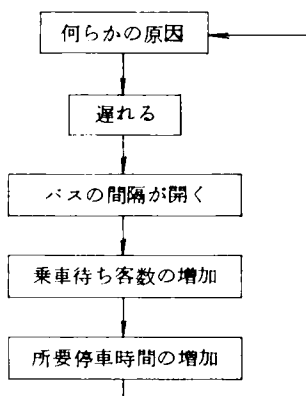 何らかの原因
遅れる
バスの間隔が開く
乗車待ち客数の増加
所要停車時間の増加